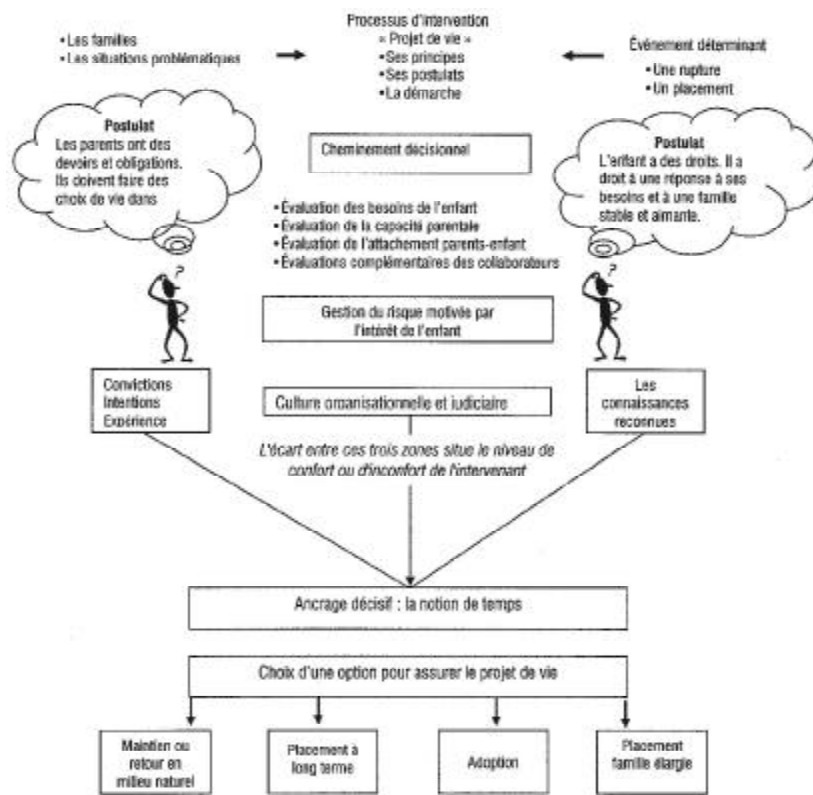 • Les familles
• Les situations problématiques
Processus d'intervention
« Projet de vie »
• Ses principes
• Ses postulats
• La démarche
Événement déterminant
• Une rupture
• Un placement
Postulat
Les parents ont des
devoirs et obligations.
Ils doivent faire des
choix de vie dans
Cheminement décisionnel
Postulat
L'enfant a des droits. Il a
droit à une réponse à ses
besoins et à une famille
stable et aimante.
• Évaluation des besoins de l'enfant
• Évaluation de la capacité parentale
• Évaluation de l'attachement parents-enfant
• Évaluations complémentaires des collaborateurs
?
?
Gestion du risque motivée par
l'intérêt de l'enfant
Convictions
Intentions
Expérience
Culture organisationnelle et judiciaire
Les
connaissances
reconnues
L'écart entre ces trois zones situe le niveau de
confort ou d'inconfort de l'intervenant
Ancrage décisif : la notion de temps
Choix d'une option pour assurer le projet de vie
Maintien ou
retour en
milieu naturel
Placement à
long terme
Adoption
Placement
famille élargie